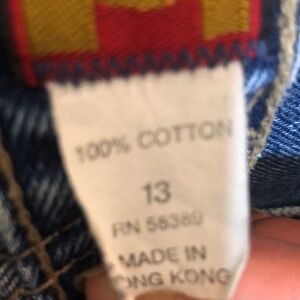 100% COTTON
13
RN 58389
MADE IN
ONG KONG